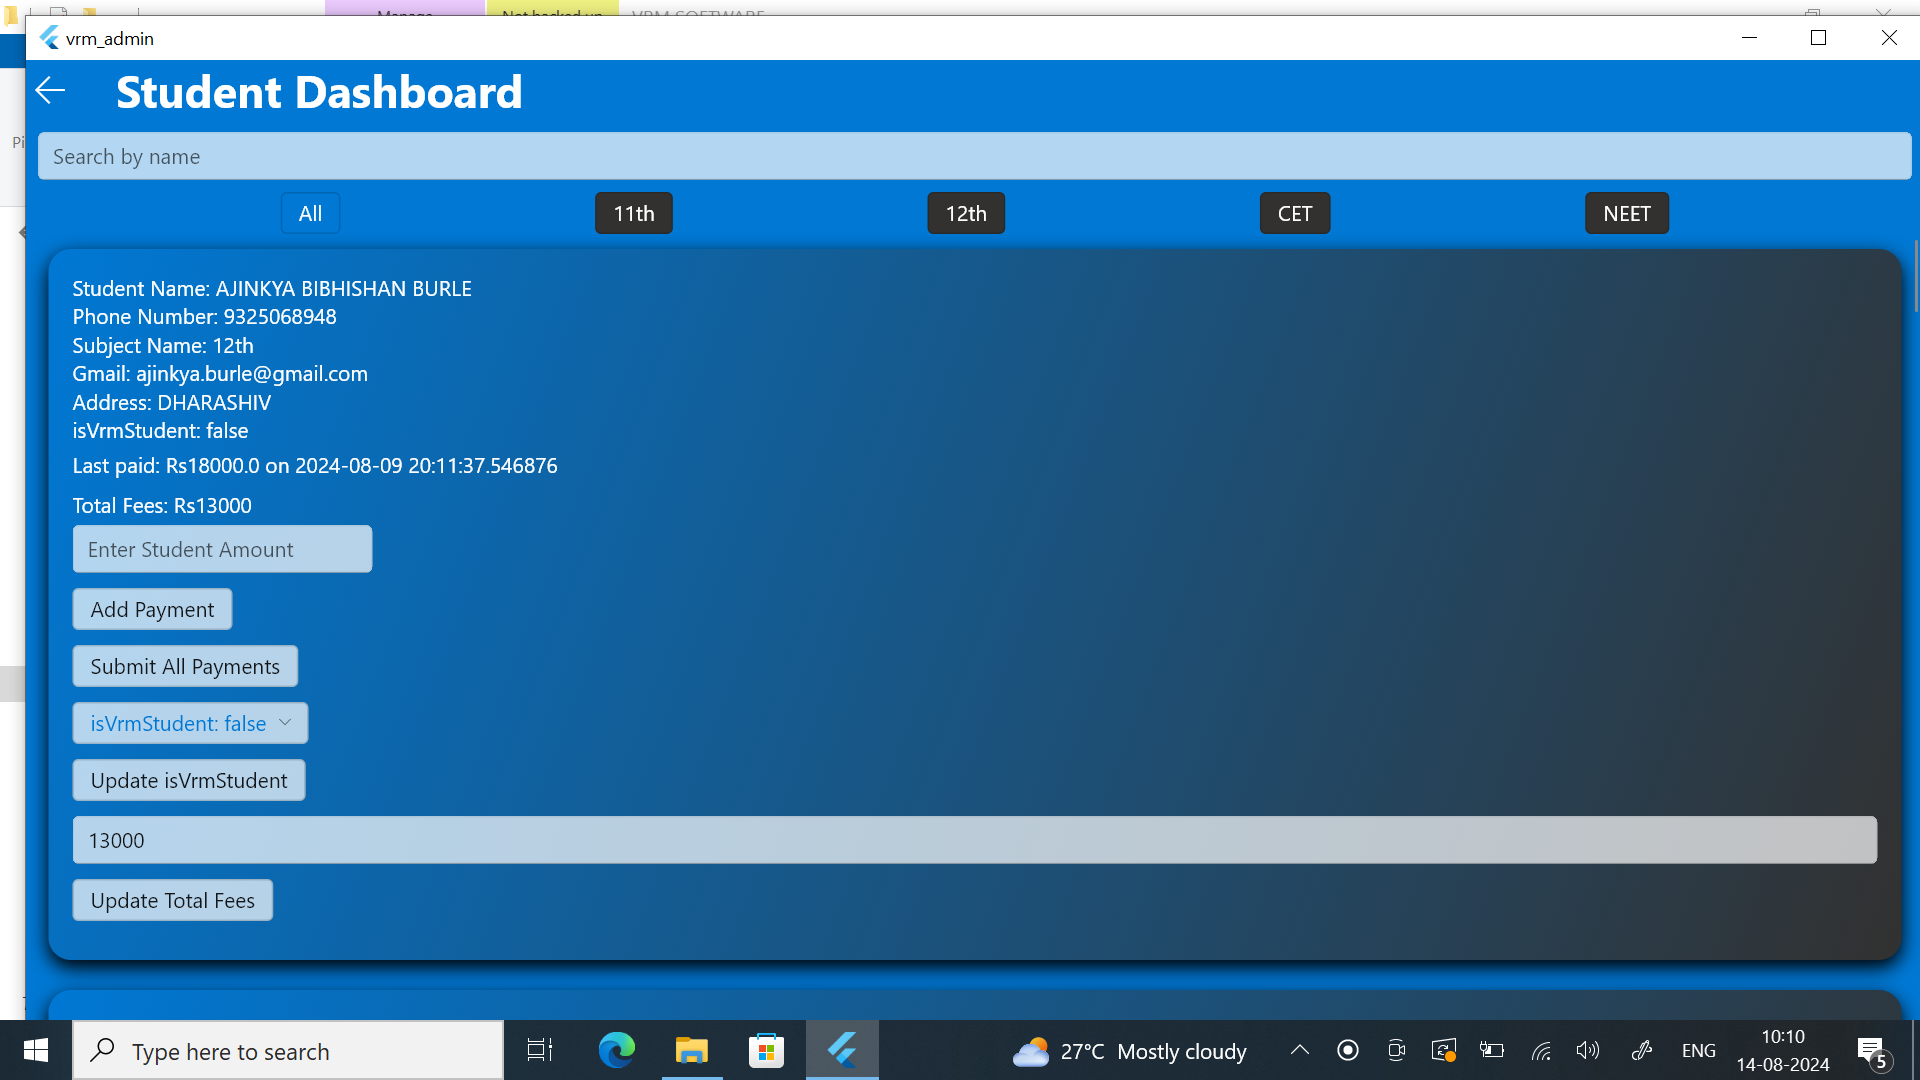 vrm_admin
Student Dashboard
Search by name
All 11th 12th CET NEET
Student Name: AJINKYA BIBHISHAN BURLE
Phone Number: 9325068948
Subject Name: 12th
Gmail: ajinkya.burle@gmail.com
Address: DHARASHIV
isVrmStudent: false
Last paid: Rs18000.0 on 2024-08-09 20:11:37.546876
Total Fees: Rs13000
Enter Student Amount
Add Payment
Submit All Payments
isVrmStudent: false
Update isVrmStudent
13000
Update Total Fees
Type here to search
27°C Mostly cloudy
ENG
10:10
14-08-2024
5